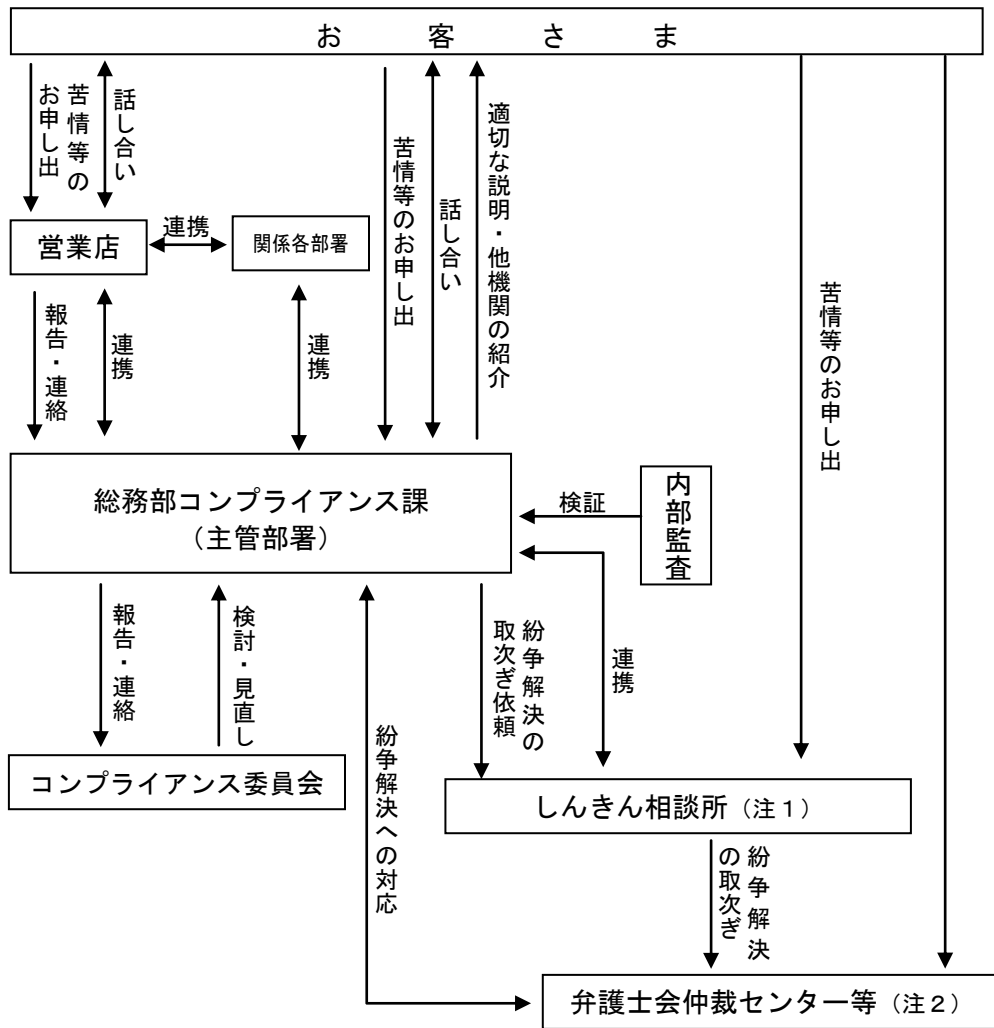 お客さま
苦情等の
お申し出
話し合い
苦情等のお申し出
話し合い
適切な説明・他機関の紹介
営業店
連携
関係各部署
報告・連絡
連携
連携
苦情等のお申し出
総務部コンプライアンス課
（主管部署）
検証
内部監査
報告・連絡
検討・見直し
紛争解決の
取次ぎ依頼
連携
紛争解決への対応
コンプライアンス委員会
しんきん相談所（注１）
紛争解決
の取次ぎ
弁護士会仲裁センター等（注２）